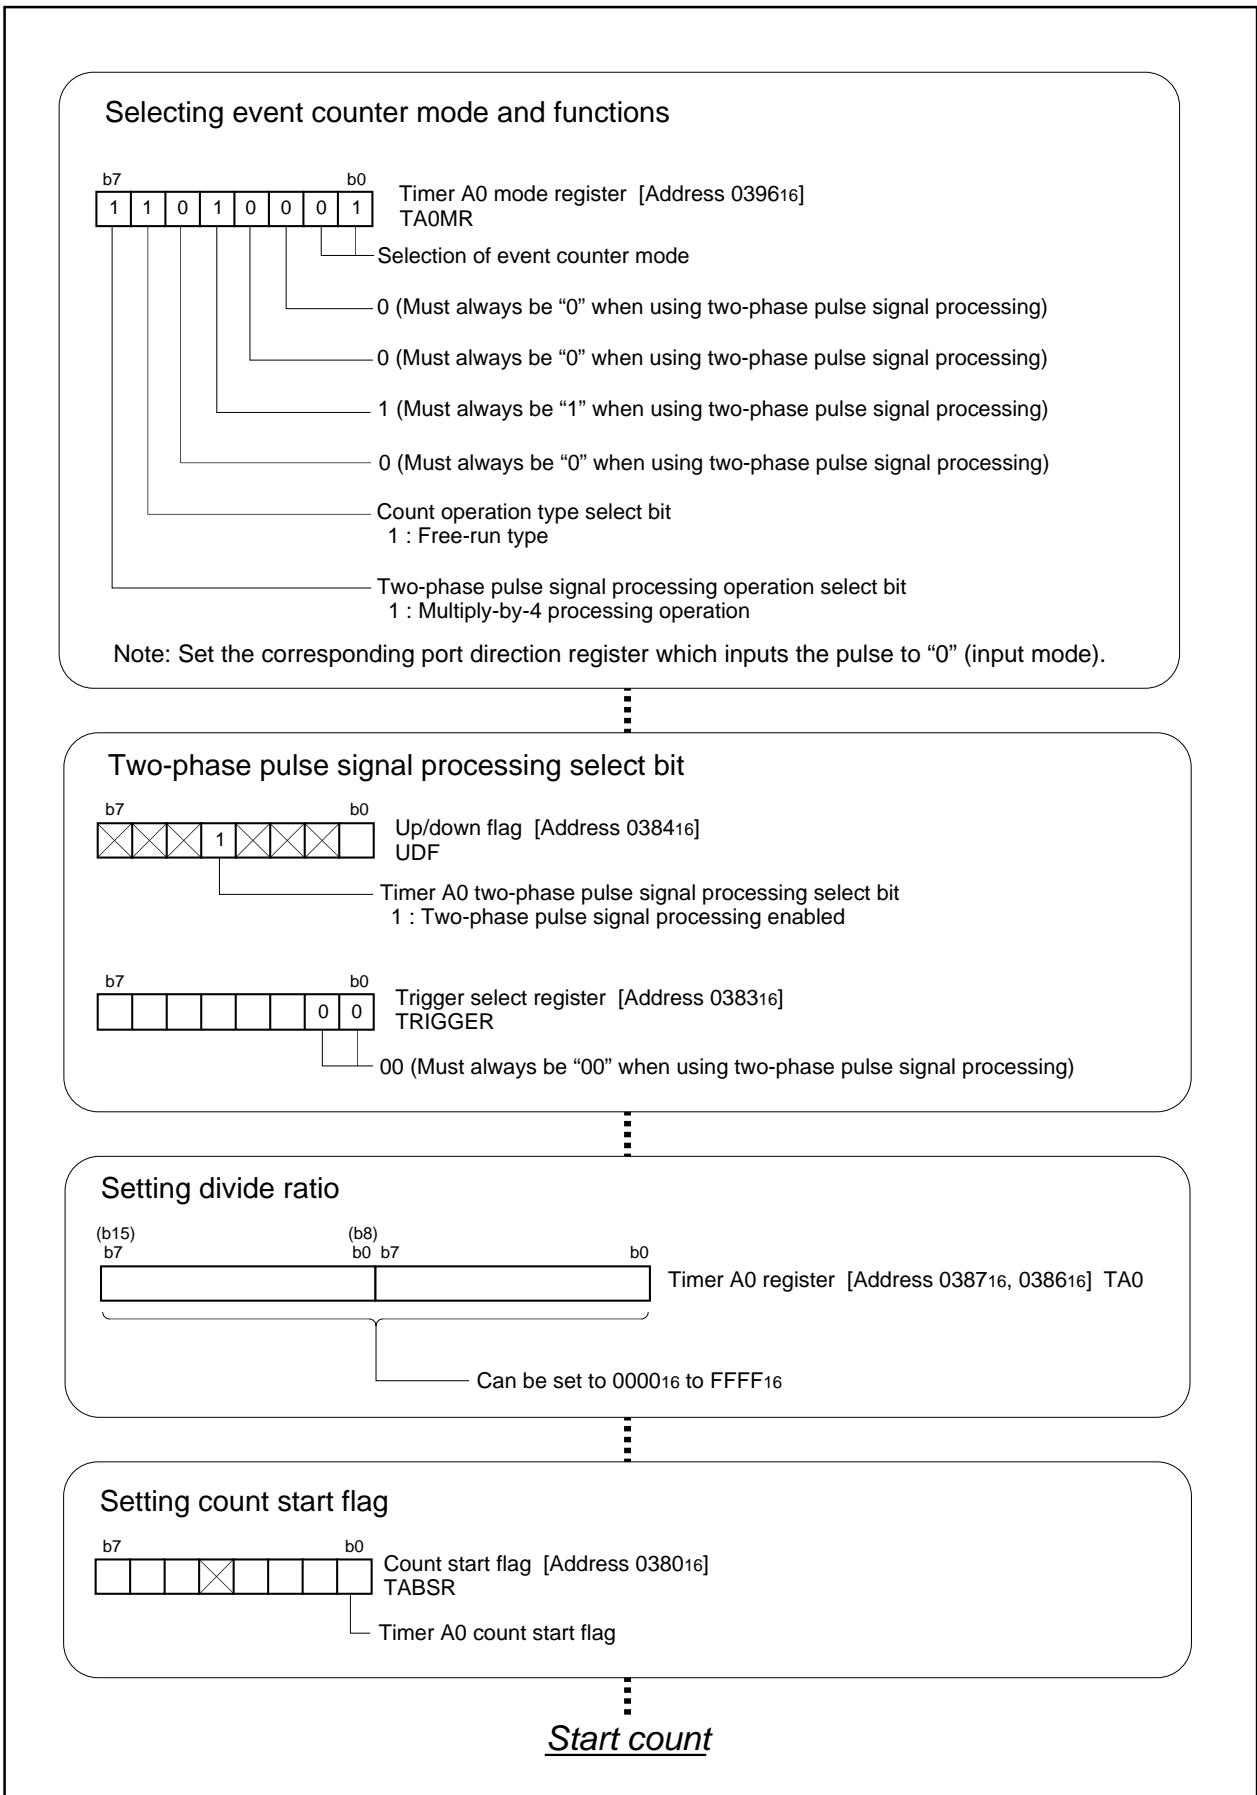 Selecting event counter mode and functions
b7 b0
1 1 0 1 0 0 0 1
Timer A0 mode register [Address 039616]
TA0MR
Selection of event counter mode
0 (Must always be “0” when using two-phase pulse signal processing)
0 (Must always be “0” when using two-phase pulse signal processing)
1 (Must always be “1” when using two-phase pulse signal processing)
0 (Must always be “0” when using two-phase pulse signal processing)
Count operation type select bit
1 : Free-run type
Two-phase pulse signal processing operation select bit
1 : Multiply-by-4 processing operation
Note: Set the corresponding port direction register which inputs the pulse to “0” (input mode).
Two-phase pulse signal processing select bit
b7 b0
1
Up/down flag [Address 038416]
UDF
Timer A0 two-phase pulse signal processing select bit
1 : Two-phase pulse signal processing enabled
b7 b0
0 0
Trigger select register [Address 038316]
TRIGGER
00 (Must always be “00” when using two-phase pulse signal processing)
Setting divide ratio
(b15) (b8)
b7 b0 b7 b0
Timer A0 register [Address 038716, 038616] TA0
Can be set to 000016 to FFFF16
Setting count start flag
b7 b0
Count start flag [Address 038016]
TABSR
Timer A0 count start flag
Start count